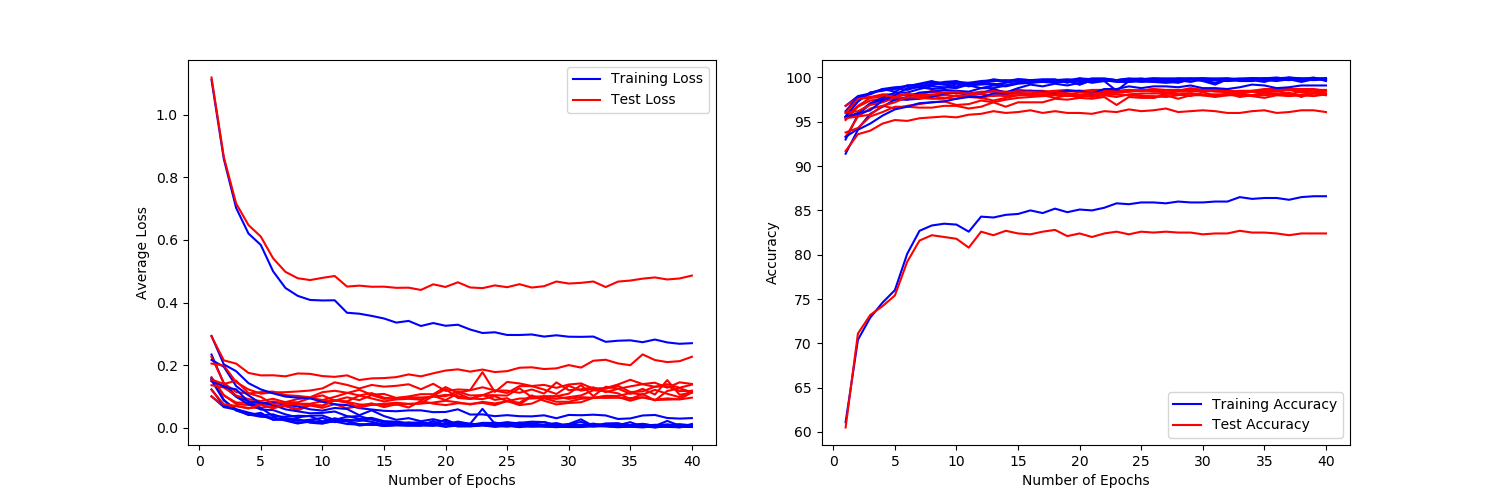 Training Loss
Test Loss
1.0
0.8
0.6
0.4
0.2
0.0
Average Loss
0 5 10 15 20 25 30 35 40
Number of Epochs
100
95
90
85
80
75
70
65
60
Accuracy
Training Accuracy
Test Accuracy
0 5 10 15 20 25 30 35 40
Number of Epochs